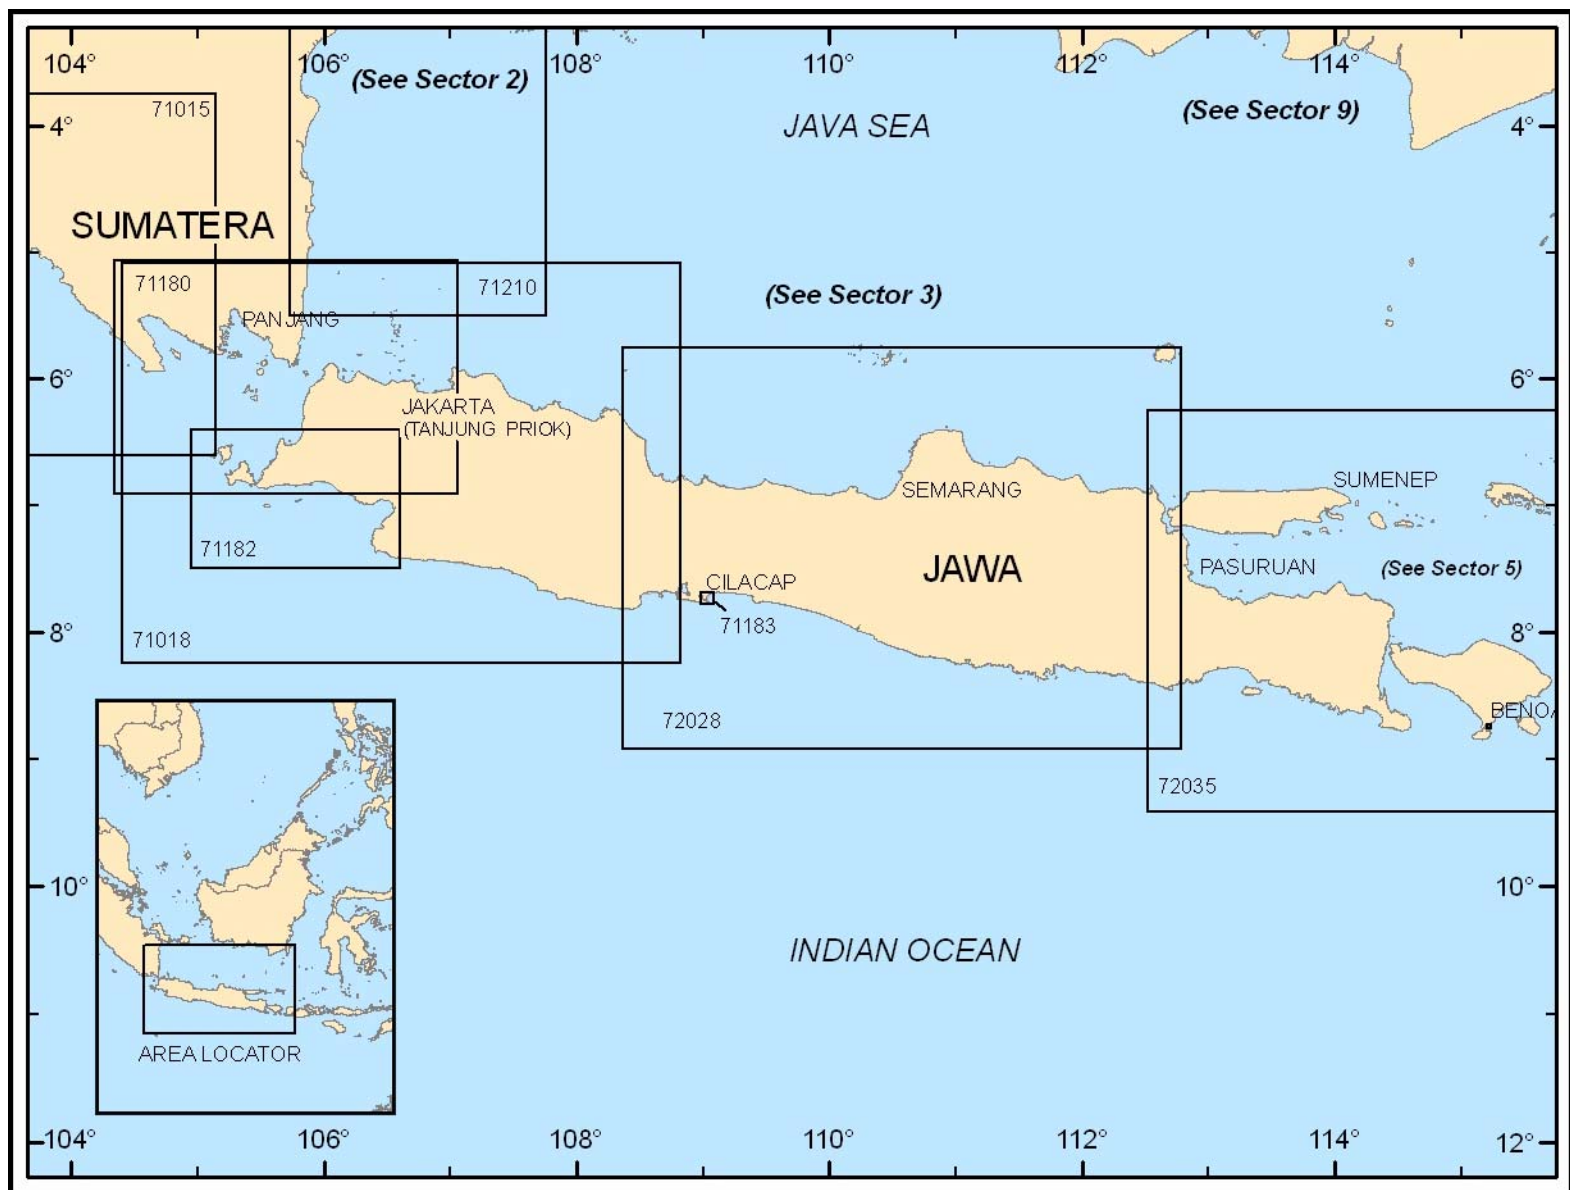 104°
106°
108°
110°
112°
114°
(See Sector 2)
71015
(See Sector 9)
4°
JAVA SEA
4°
SUMATERA
71180
71210
(See Sector 3)
PANJANG
6°
6°
JAKARTA
(TANJUNG PRIOK)
SEMARANG
SUMENEP
71182
JAWA
PASURUAN
(See Sector 5)
CILACAP
71183
8°
71018
8°
72028
BENOA
72035
10°
10°
INDIAN OCEAN
AREA LOCATOR
104°
106°
108°
110°
112°
114°
12°